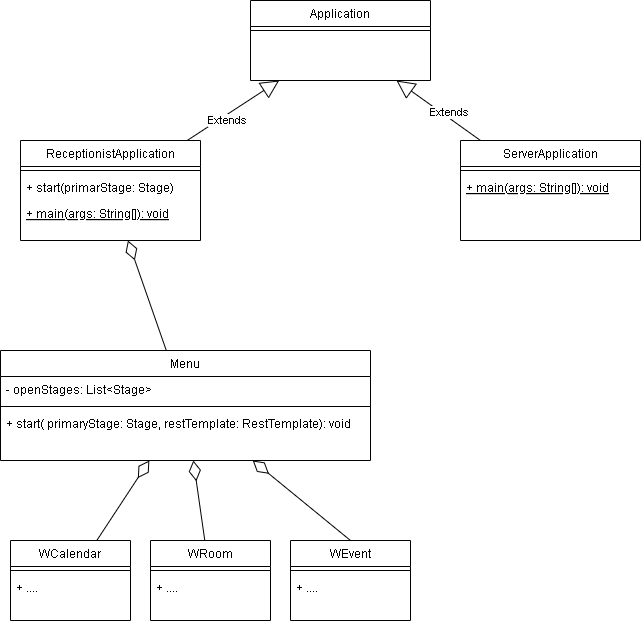 Application
Extends
Extends
ReceptionistApplication
ServerApplication
+ start(primarStage: Stage)
+ main(args: String[]): void
+ main(args: String[]): void
Menu
- openStages: List<Stage>
+ start( primaryStage: Stage, restTemplate: RestTemplate): void
WCalendar
WRoom
WEvent
+ ....
+ ....
+ ....